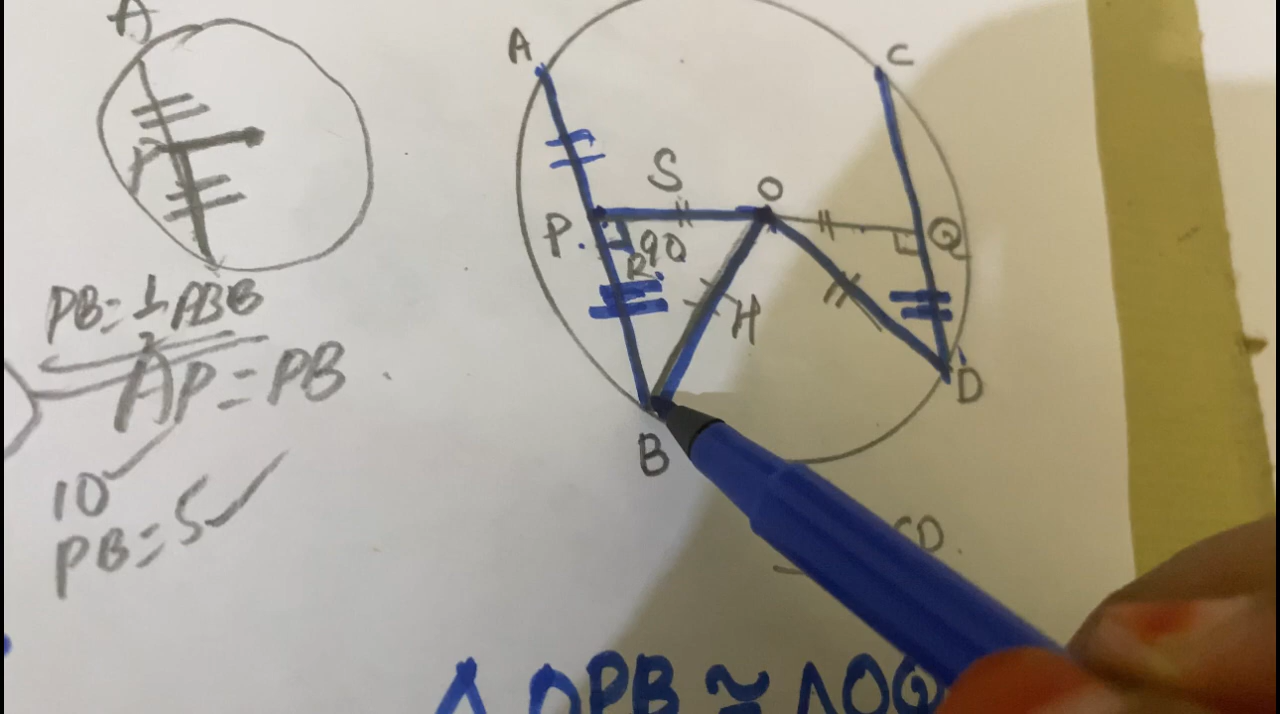 A
P
PB = 1/2 AB
AP = PB
10
PB = 5
A
C
S
O
P.
90
R.
Q
H
D
B
CD.
Δ OPB ≅ Δ OQ